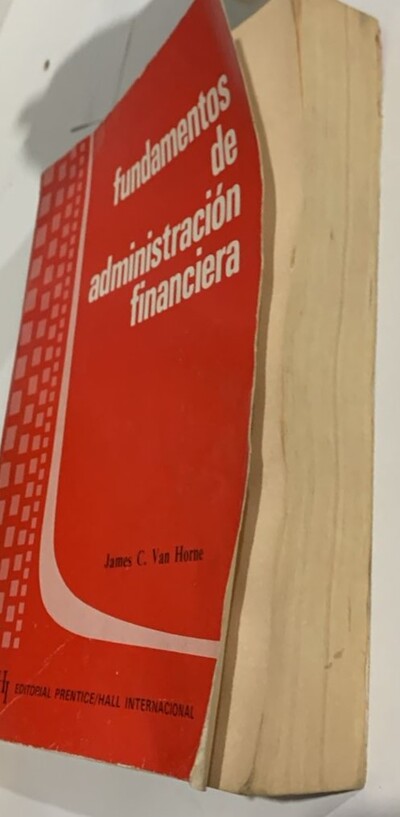 fundamentos
de
administración
financiera
James C. Van Horne
EDITORIAL PRENTICE/HALL INTERNACIONAL